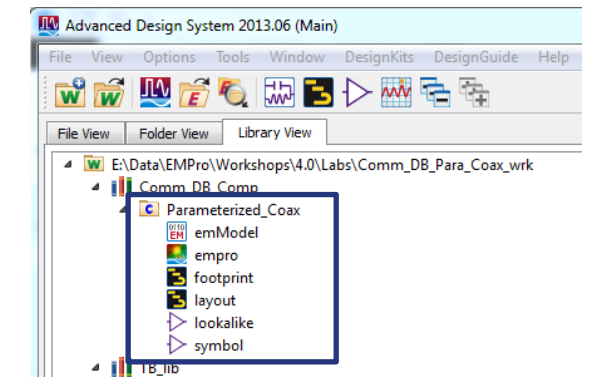 Advanced Design System 2013.06 (Main)
File View Options Tools Window DesignKits DesignGuide Help
File View Folder View Library View
E:\Data\EMPro\Workshops\4.0\Labs\Comm_DB_Para_Coax_wrk
Comm_DB_Comp
Parameterized_Coax
emModel
empro
footprint
layout
lookalike
symbol
TB_lib